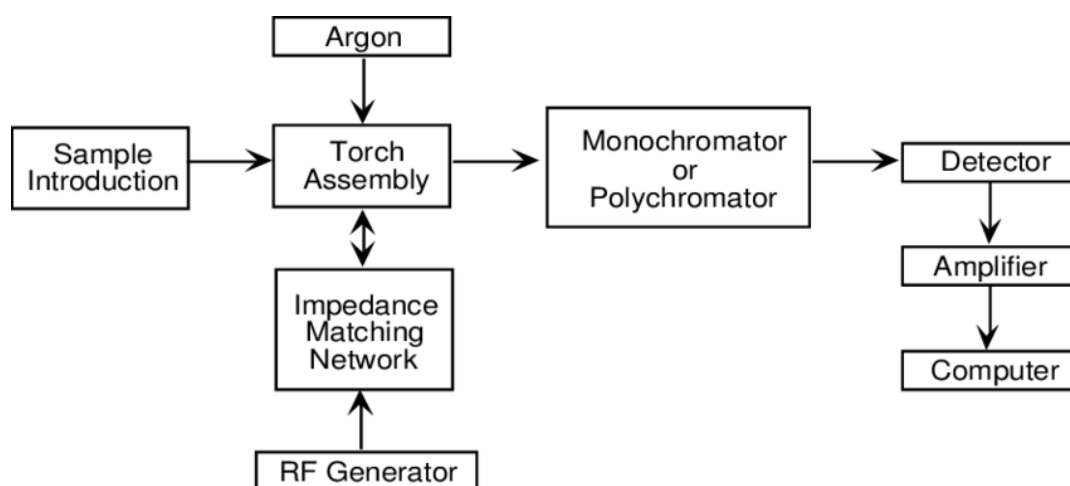 Argon
Sample
Introduction
Torch
Assembly
Monochromator
or
Polychromator
Detector
Impedance
Matching
Network
Amplifier
Computer
RF Generator